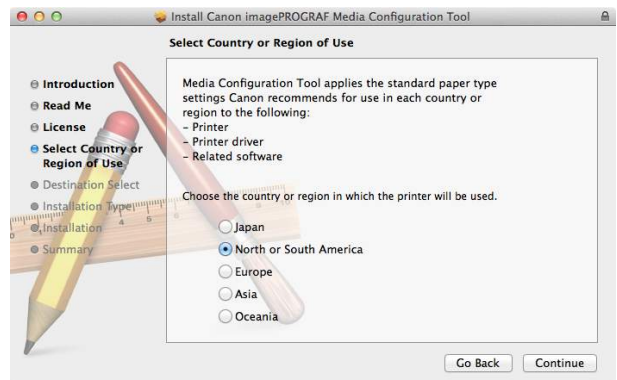 Install Canon imagePROGRAF Media Configuration Tool
Select Country or Region of Use
Introduction
Read Me
License
Select Country or
Region of Use
Destination Select
Installation Type
Installation
Summary
Media Configuration Tool applies the standard paper type
settings Canon recommends for use in each country or
region to the following:
– Printer
– Printer driver
– Related software
Choose the country or region in which the printer will be used.
Japan
North or South America
Europe
Asia
Oceania
Go Back
Continue